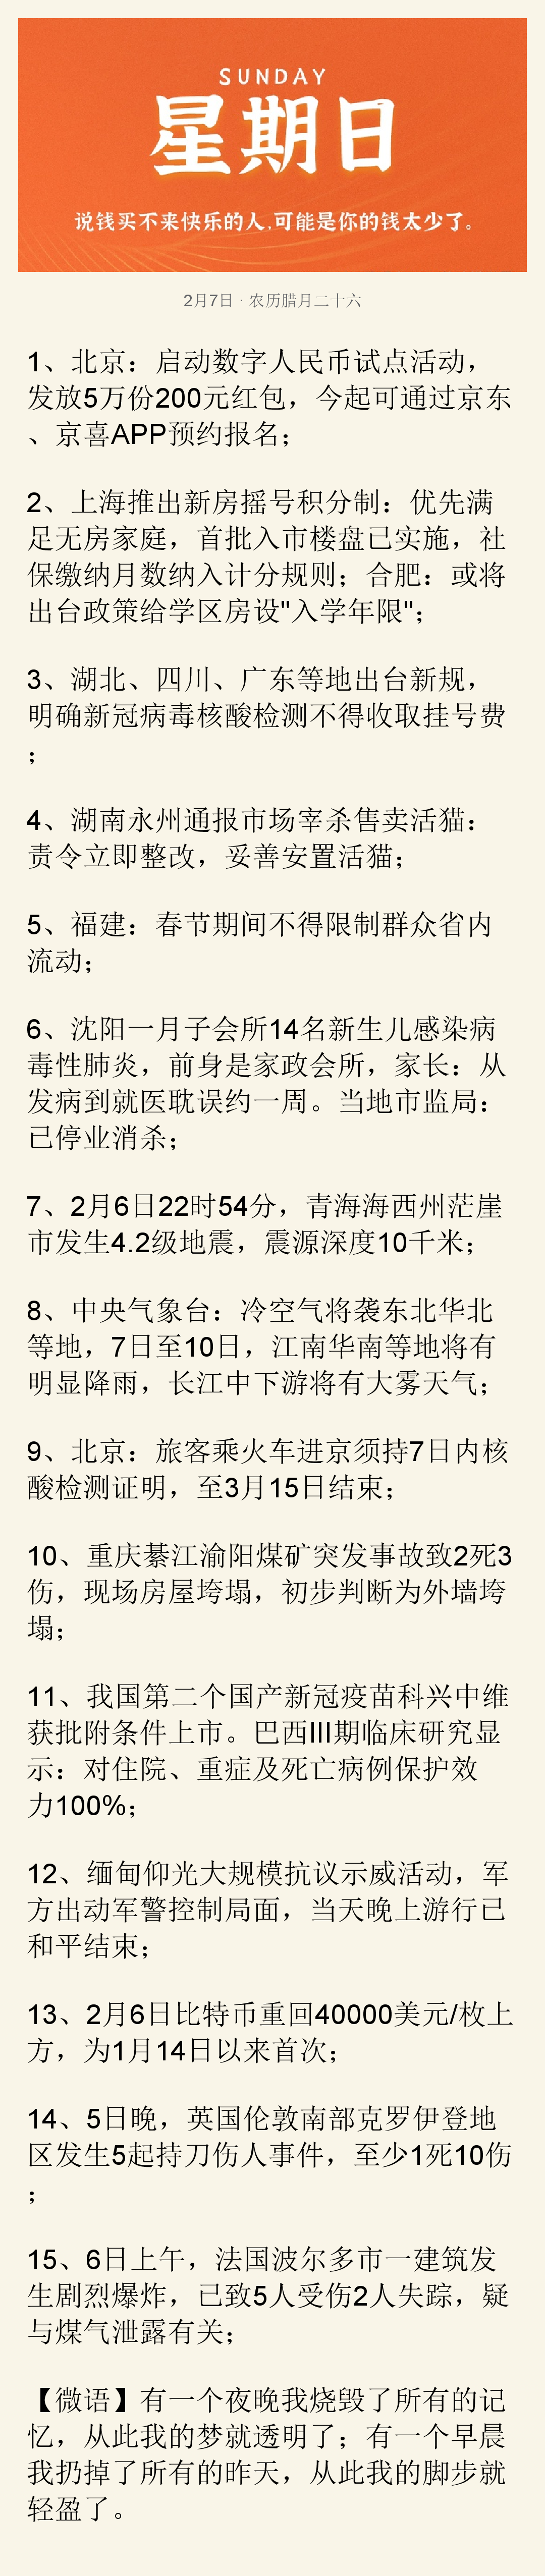 SUNDAY
星期日
说钱买不来快乐的人,可能是你的钱太少了。
2月7日 · 农历腊月二十六
1、北京：启动数字人民币试点活动，
发放5万份200元红包，今起可通过京东
、京喜APP预约报名；
2、上海推出新房摇号积分制：优先满
足无房家庭，首批入市楼盘已实施，社
保缴纳月数纳入计分规则；合肥：或将
出台政策给学区房设"入学年限"；
3、湖北、四川、广东等地出台新规，
明确新冠病毒核酸检测不得收取挂号费
；
4、湖南永州通报市场宰杀售卖活猫：
责令立即整改，妥善安置活猫；
5、福建：春节期间不得限制群众省内
流动；
6、沈阳一月子会所14名新生儿感染病
毒性肺炎，前身是家政会所，家长：从
发病到就医耽误约一周。当地市监局：
已停业消杀；
7、2月6日22时54分，青海海西州茫崖
市发生4.2级地震，震源深度10千米；
8、中央气象台：冷空气将袭东北华北
等地，7日至10日，江南华南等地将有
明显降雨，长江中下游将有大雾天气；
9、北京：旅客乘火车进京须持7日内核
酸检测证明，至3月15日结束；
10、重庆綦江渝阳煤矿突发事故致2死3
伤，现场房屋垮塌，初步判断为外墙垮
塌；
11、我国第二个国产新冠疫苗科兴中维
获批附条件上市。巴西III期临床研究显
示：对住院、重症及死亡病例保护效
力100%；
12、缅甸仰光大规模抗议示威活动，军
方出动军警控制局面，当天晚上游行已
和平结束；
13、2月6日比特币重回40000美元/枚上
方，为1月14日以来首次；
14、5日晚，英国伦敦南部克罗伊登地
区发生5起持刀伤人事件，至少1死10伤
；
15、6日上午，法国波尔多市一建筑发
生剧烈爆炸，已致5人受伤2人失踪，疑
与煤气泄露有关；
【微语】有一个夜晚我烧毁了所有的记
忆，从此我的梦就透明了；有一个早晨
我扔掉了所有的昨天，从此我的脚步就
轻盈了。